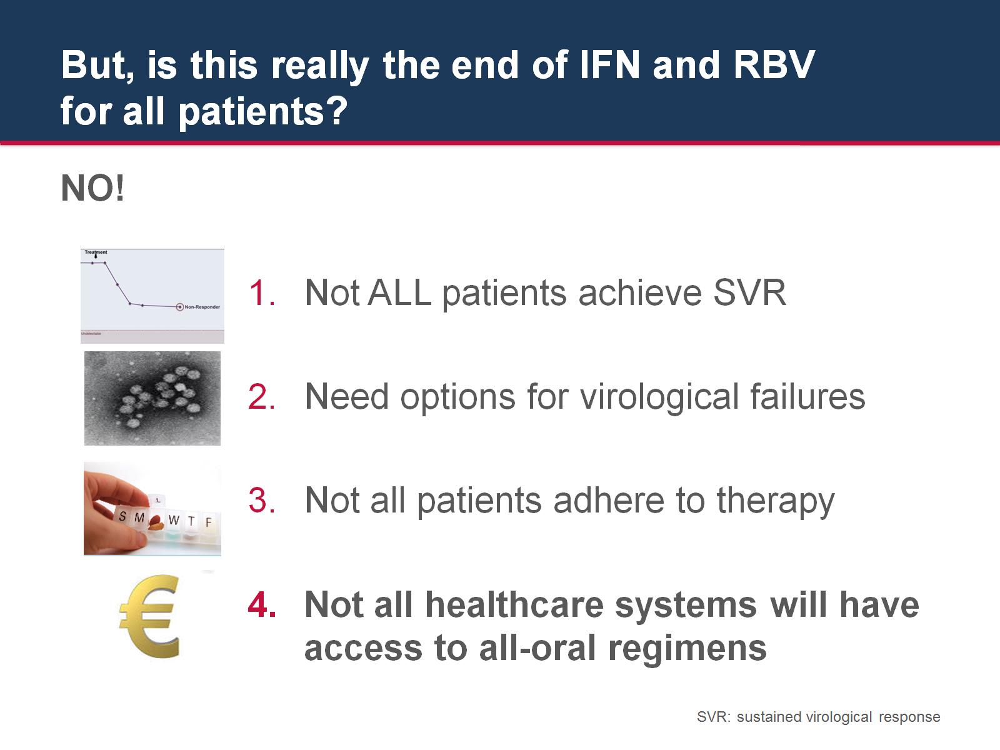 But, is this really the end of IFN and RBV
for all patients?
NO!
Treatment
Non-Responder
Undetectable
1. Not ALL patients achieve SVR
2. Need options for virological failures
S M W T F
3. Not all patients adhere to therapy
€
4. Not all healthcare systems will have
access to all-oral regimens
SVR: sustained virological response